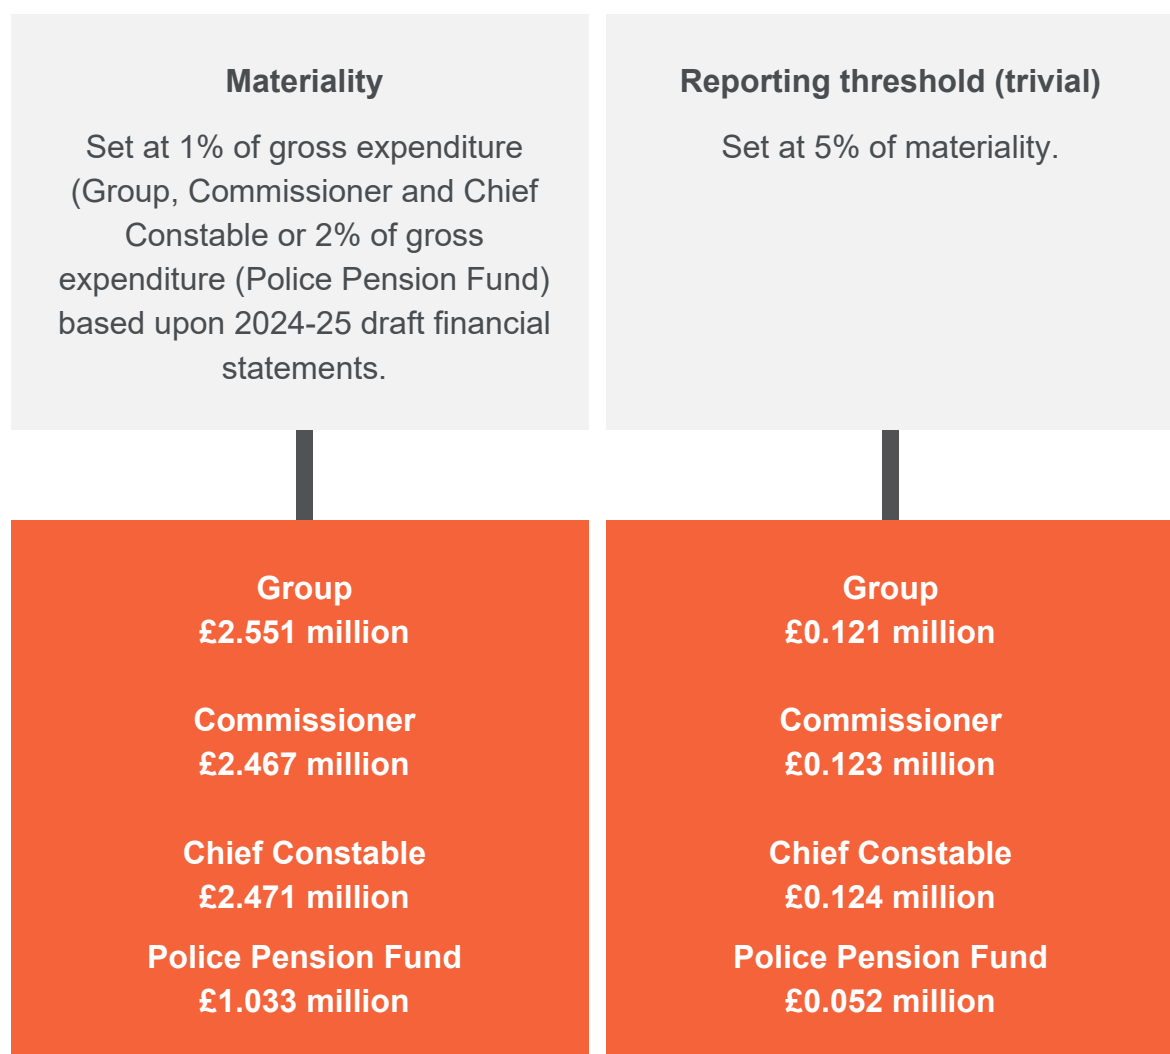 Materiality
Set at 1% of gross expenditure
(Group, Commissioner and Chief
Constable or 2% of gross
expenditure (Police Pension Fund)
based upon 2024-25 draft financial
statements.
Reporting threshold (trivial)
Set at 5% of materiality.
Group
£2.551 million
Commissioner
£2.467 million
Chief Constable
£2.471 million
Police Pension Fund
£1.033 million
Group
£0.121 million
Commissioner
£0.123 million
Chief Constable
£0.124 million
Police Pension Fund
£0.052 million